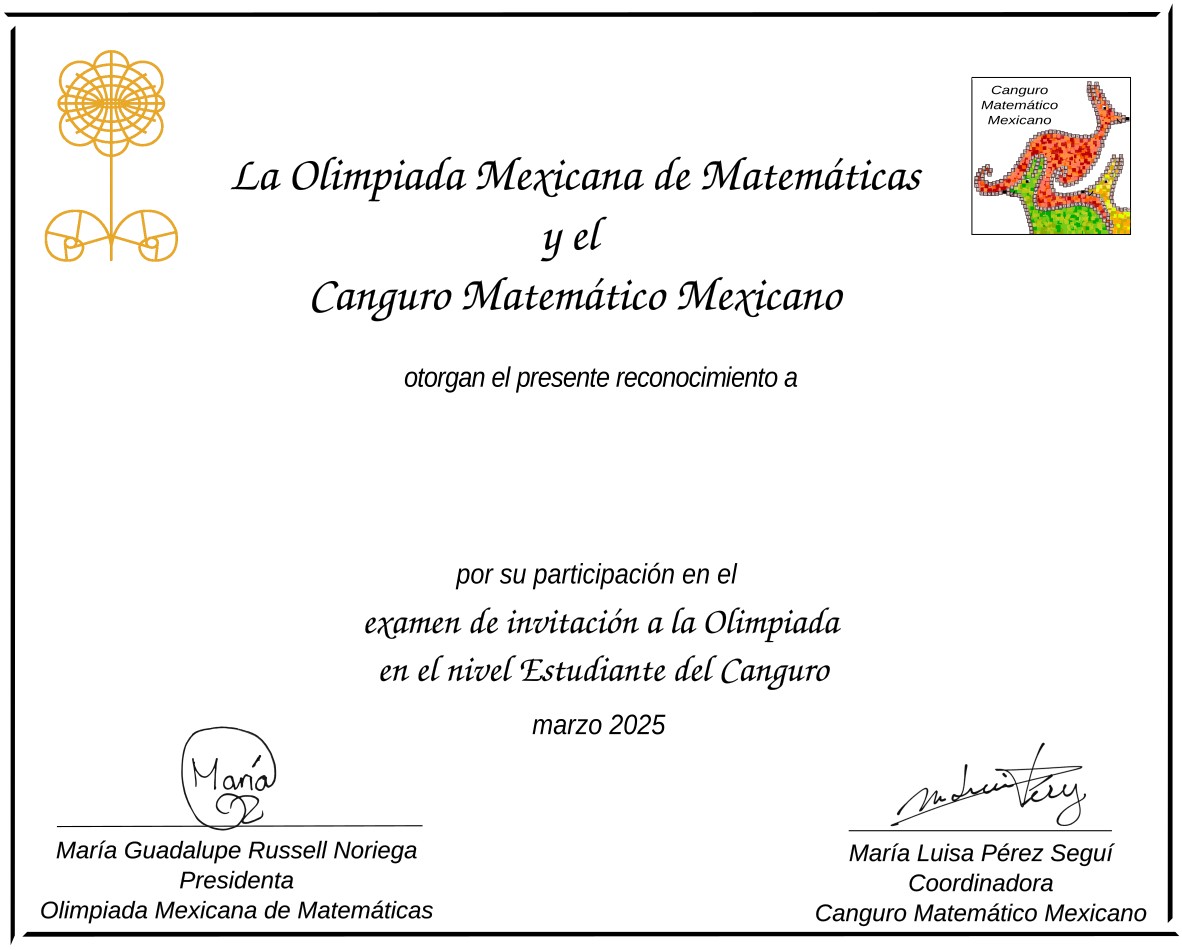 Canguro
Matemático
Mexicano
La Olimpiada Mexicana de Matemáticas
y el
Canguro Matemático Mexicano
otorgan el presente reconocimiento a
por su participación en el
examen de invitación a la Olimpiada
en el nivel Estudiante del Canguro
marzo 2025
María
María Guadalupe Russell Noriega
Presidenta
Olimpiada Mexicana de Matemáticas
María Luisa Pérez Seguí
Coordinadora
Canguro Matemático Mexicano